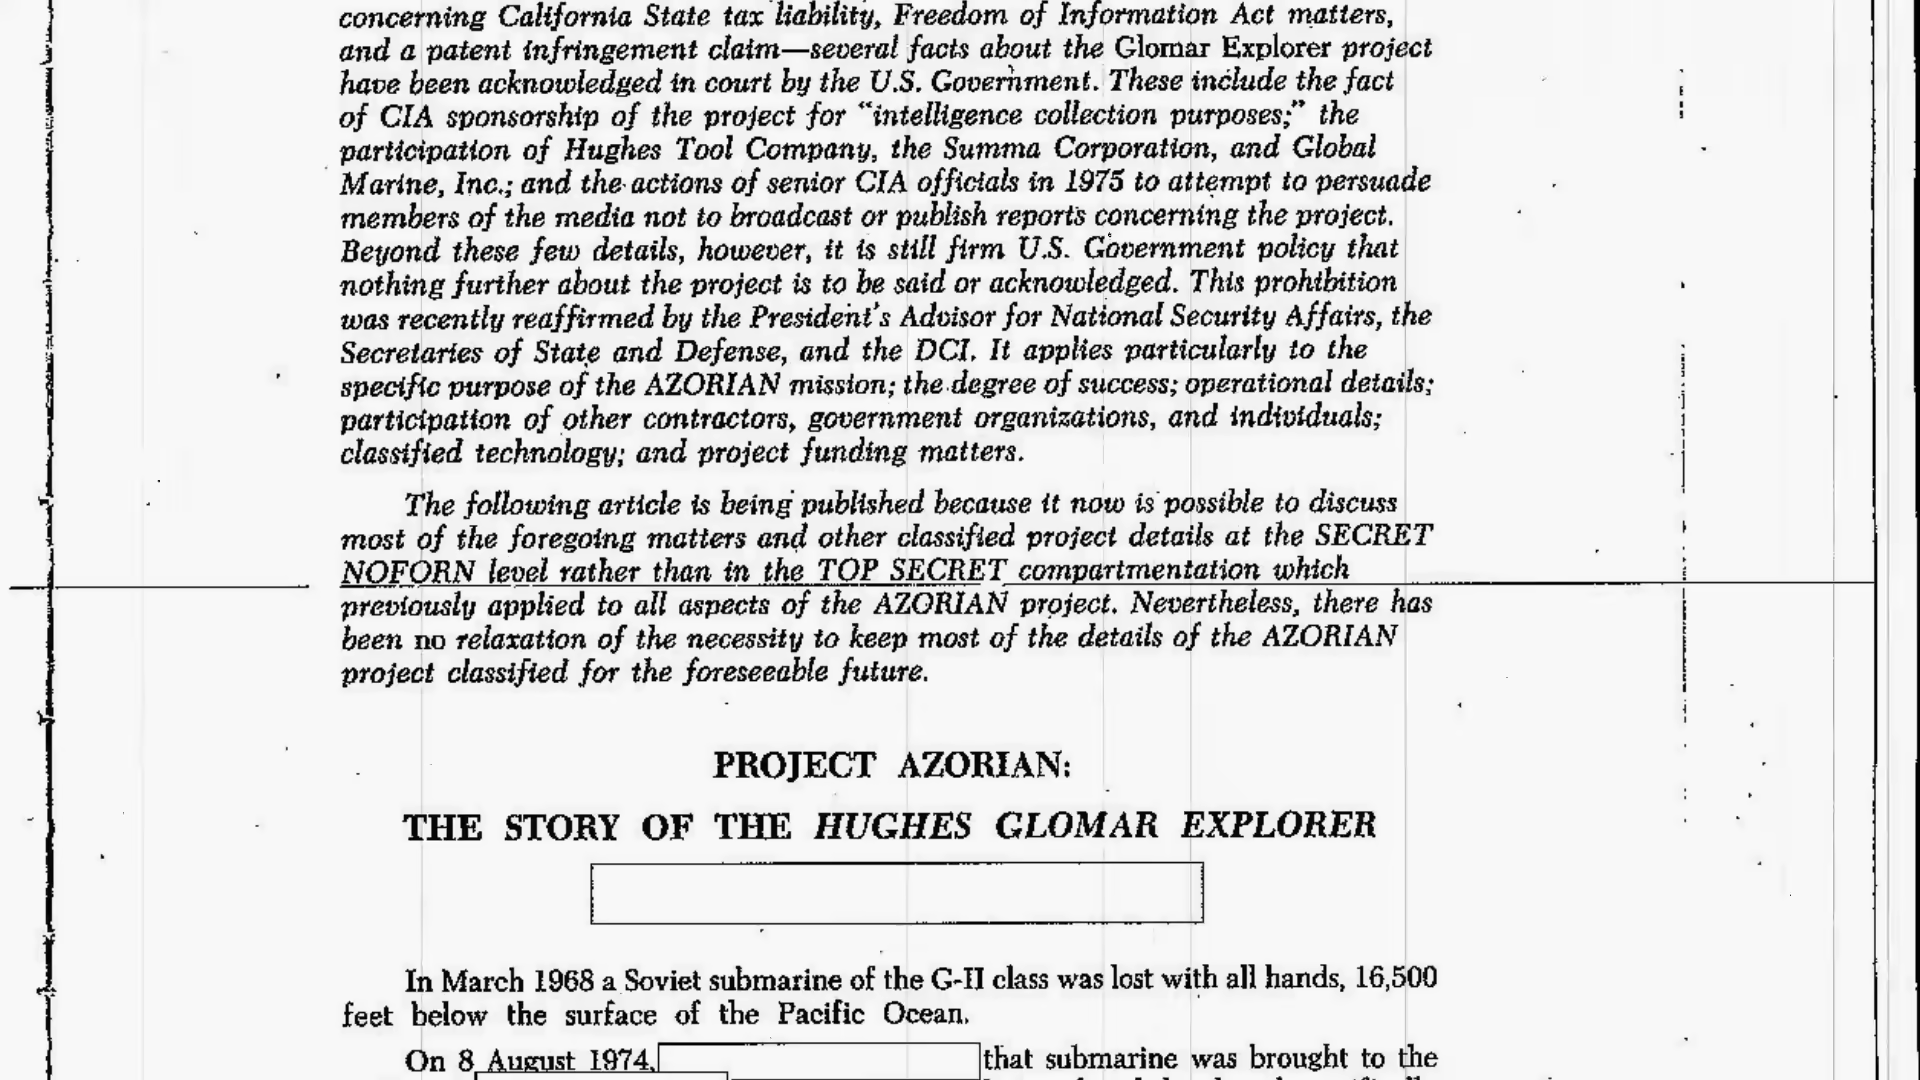 concerning California State tax liability, Freedom of Information Act matters,
and a patent infringement claim—several facts about the Glomar Explorer project
have been acknowledged in court by the U.S. Government. These include the fact
of CIA sponsorship of the project for “intelligence collection purposes;” the
participation of Hughes Tool Company, the Summa Corporation, and Global
Marine, Inc.; and the actions of senior CIA officials in 1975 to attempt to persuade
members of the media not to broadcast or publish reports concerning the project.
Beyond these few details, however, it is still firm U.S. Government policy that
nothing further about the project is to be said or acknowledged. This prohibition
was recently reaffirmed by the President's Advisor for National Security Affairs, the
Secretaries of State and Defense, and the DCI. It applies particularly to the
specific purpose of the AZORIAN mission; the degree of success; operational details;
participation of other contractors, government organizations, and individuals;
classified technology; and project funding matters.
The following article is being published because it now is possible to discuss
most of the foregoing matters and other classified project details at the SECRET
NOFORN level rather than in the TOP SECRET compartmentation which
previously applied to all aspects of the AZORIAN project. Nevertheless, there has
been no relaxation of the necessity to keep most of the details of the AZORIAN
project classified for the foreseeable future.
PROJECT AZORIAN:
THE STORY OF THE HUGHES GLOMAR EXPLORER
In March 1968 a Soviet submarine of the G-II class was lost with all hands, 16,500
feet below the surface of the Pacific Ocean.
On 8 August 1974, that submarine was brought to the